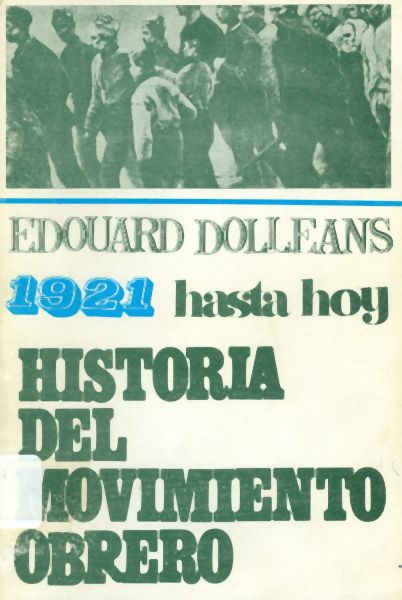 EDOUARD DOLLEANS
1921 hasta hoy
HISTORIA
DEL
MOVIMIENTO
OBRERO